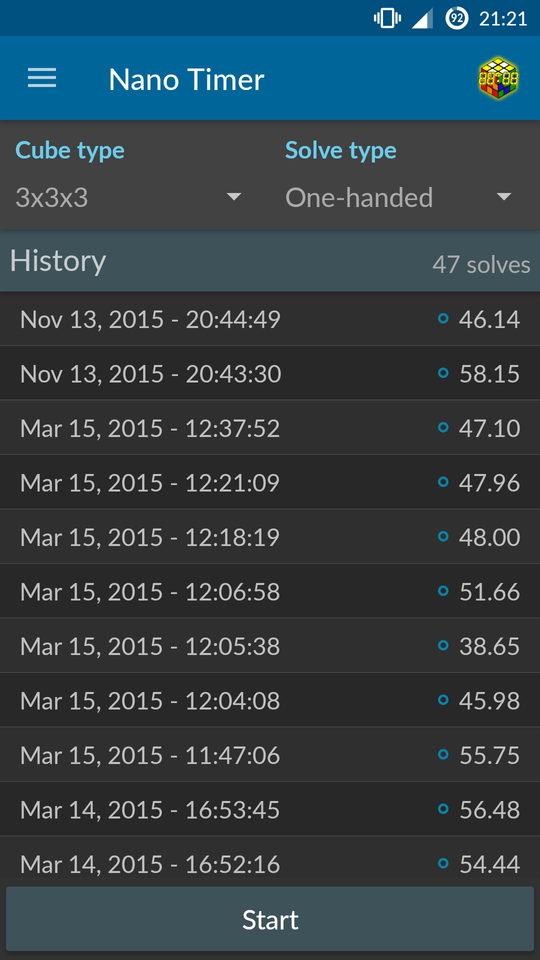 92 21:21
Nano Timer
00:00
Cube type Solve type
3x3x3 One-handed
History 47 solves
Nov 13, 2015 - 20:44:49 46.14
Nov 13, 2015 - 20:43:30 58.15
Mar 15, 2015 - 12:37:52 47.10
Mar 15, 2015 - 12:21:09 47.96
Mar 15, 2015 - 12:18:19 48.00
Mar 15, 2015 - 12:06:58 51.66
Mar 15, 2015 - 12:05:38 38.65
Mar 15, 2015 - 12:04:08 45.98
Mar 15, 2015 - 11:47:06 55.75
Mar 14, 2015 - 16:53:45 56.48
Mar 14, 2015 - 16:52:16 54.44
Start